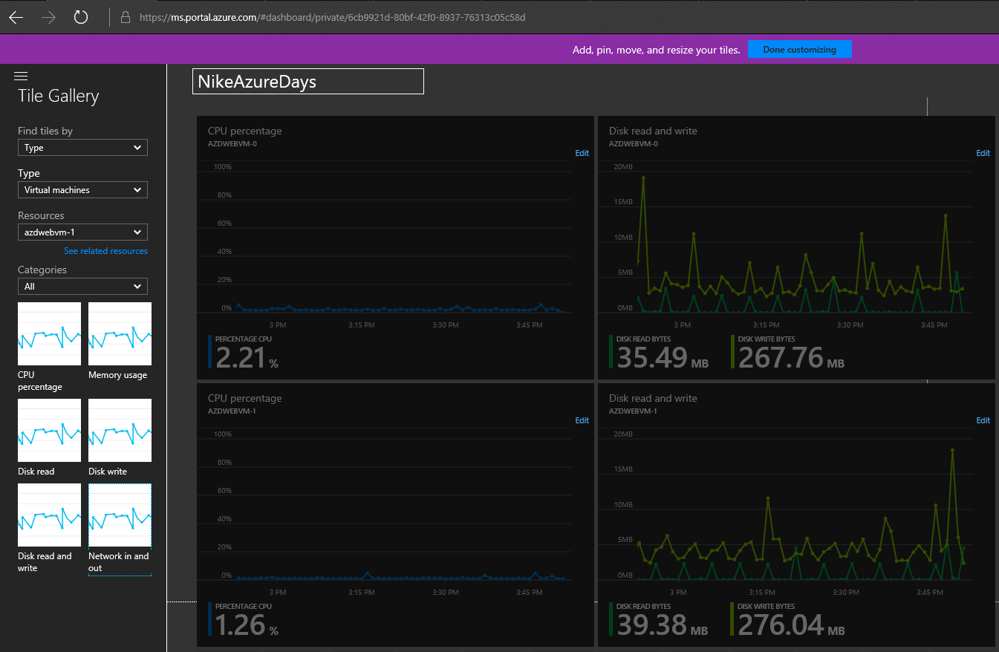 https://ms.portal.azure.com/#dashboard/private/6cb9921d-80bf-42f0-8937-76313c05c58d
Add, pin, move, and resize your tiles. Done customizing
Tile Gallery
Find tiles by
Type
Type
Virtual machines
Resources
azdwebvm-1
See related resources
Categories
All
CPU
percentage
Memory usage
Disk read
Disk write
Disk read and
write
Network in and
out
NikeAzureDays
CPU percentage
AZDWEBVM-0
Edit
100%
80%
60%
40%
20%
0%
3 PM 3:15 PM 3:30 PM 3:45 PM
PERCENTAGE CPU
2.21 %
Disk read and write
AZDWEBVM-0
Edit
20MB
15MB
10MB
5MB
0MB
3 PM 3:15 PM 3:30 PM 3:45 PM
DISK READ BYTES DISK WRITE BYTES
35.49 MB 267.76 MB
CPU percentage
AZDWEBVM-1
Edit
100%
80%
60%
40%
20%
0%
3 PM 3:15 PM 3:30 PM 3:45 PM
PERCENTAGE CPU
1.26 %
Disk read and write
AZDWEBVM-1
Edit
20MB
15MB
10MB
5MB
0MB
3 PM 3:15 PM 3:30 PM 3:45 PM
DISK READ BYTES DISK WRITE BYTES
39.38 MB 276.04 MB